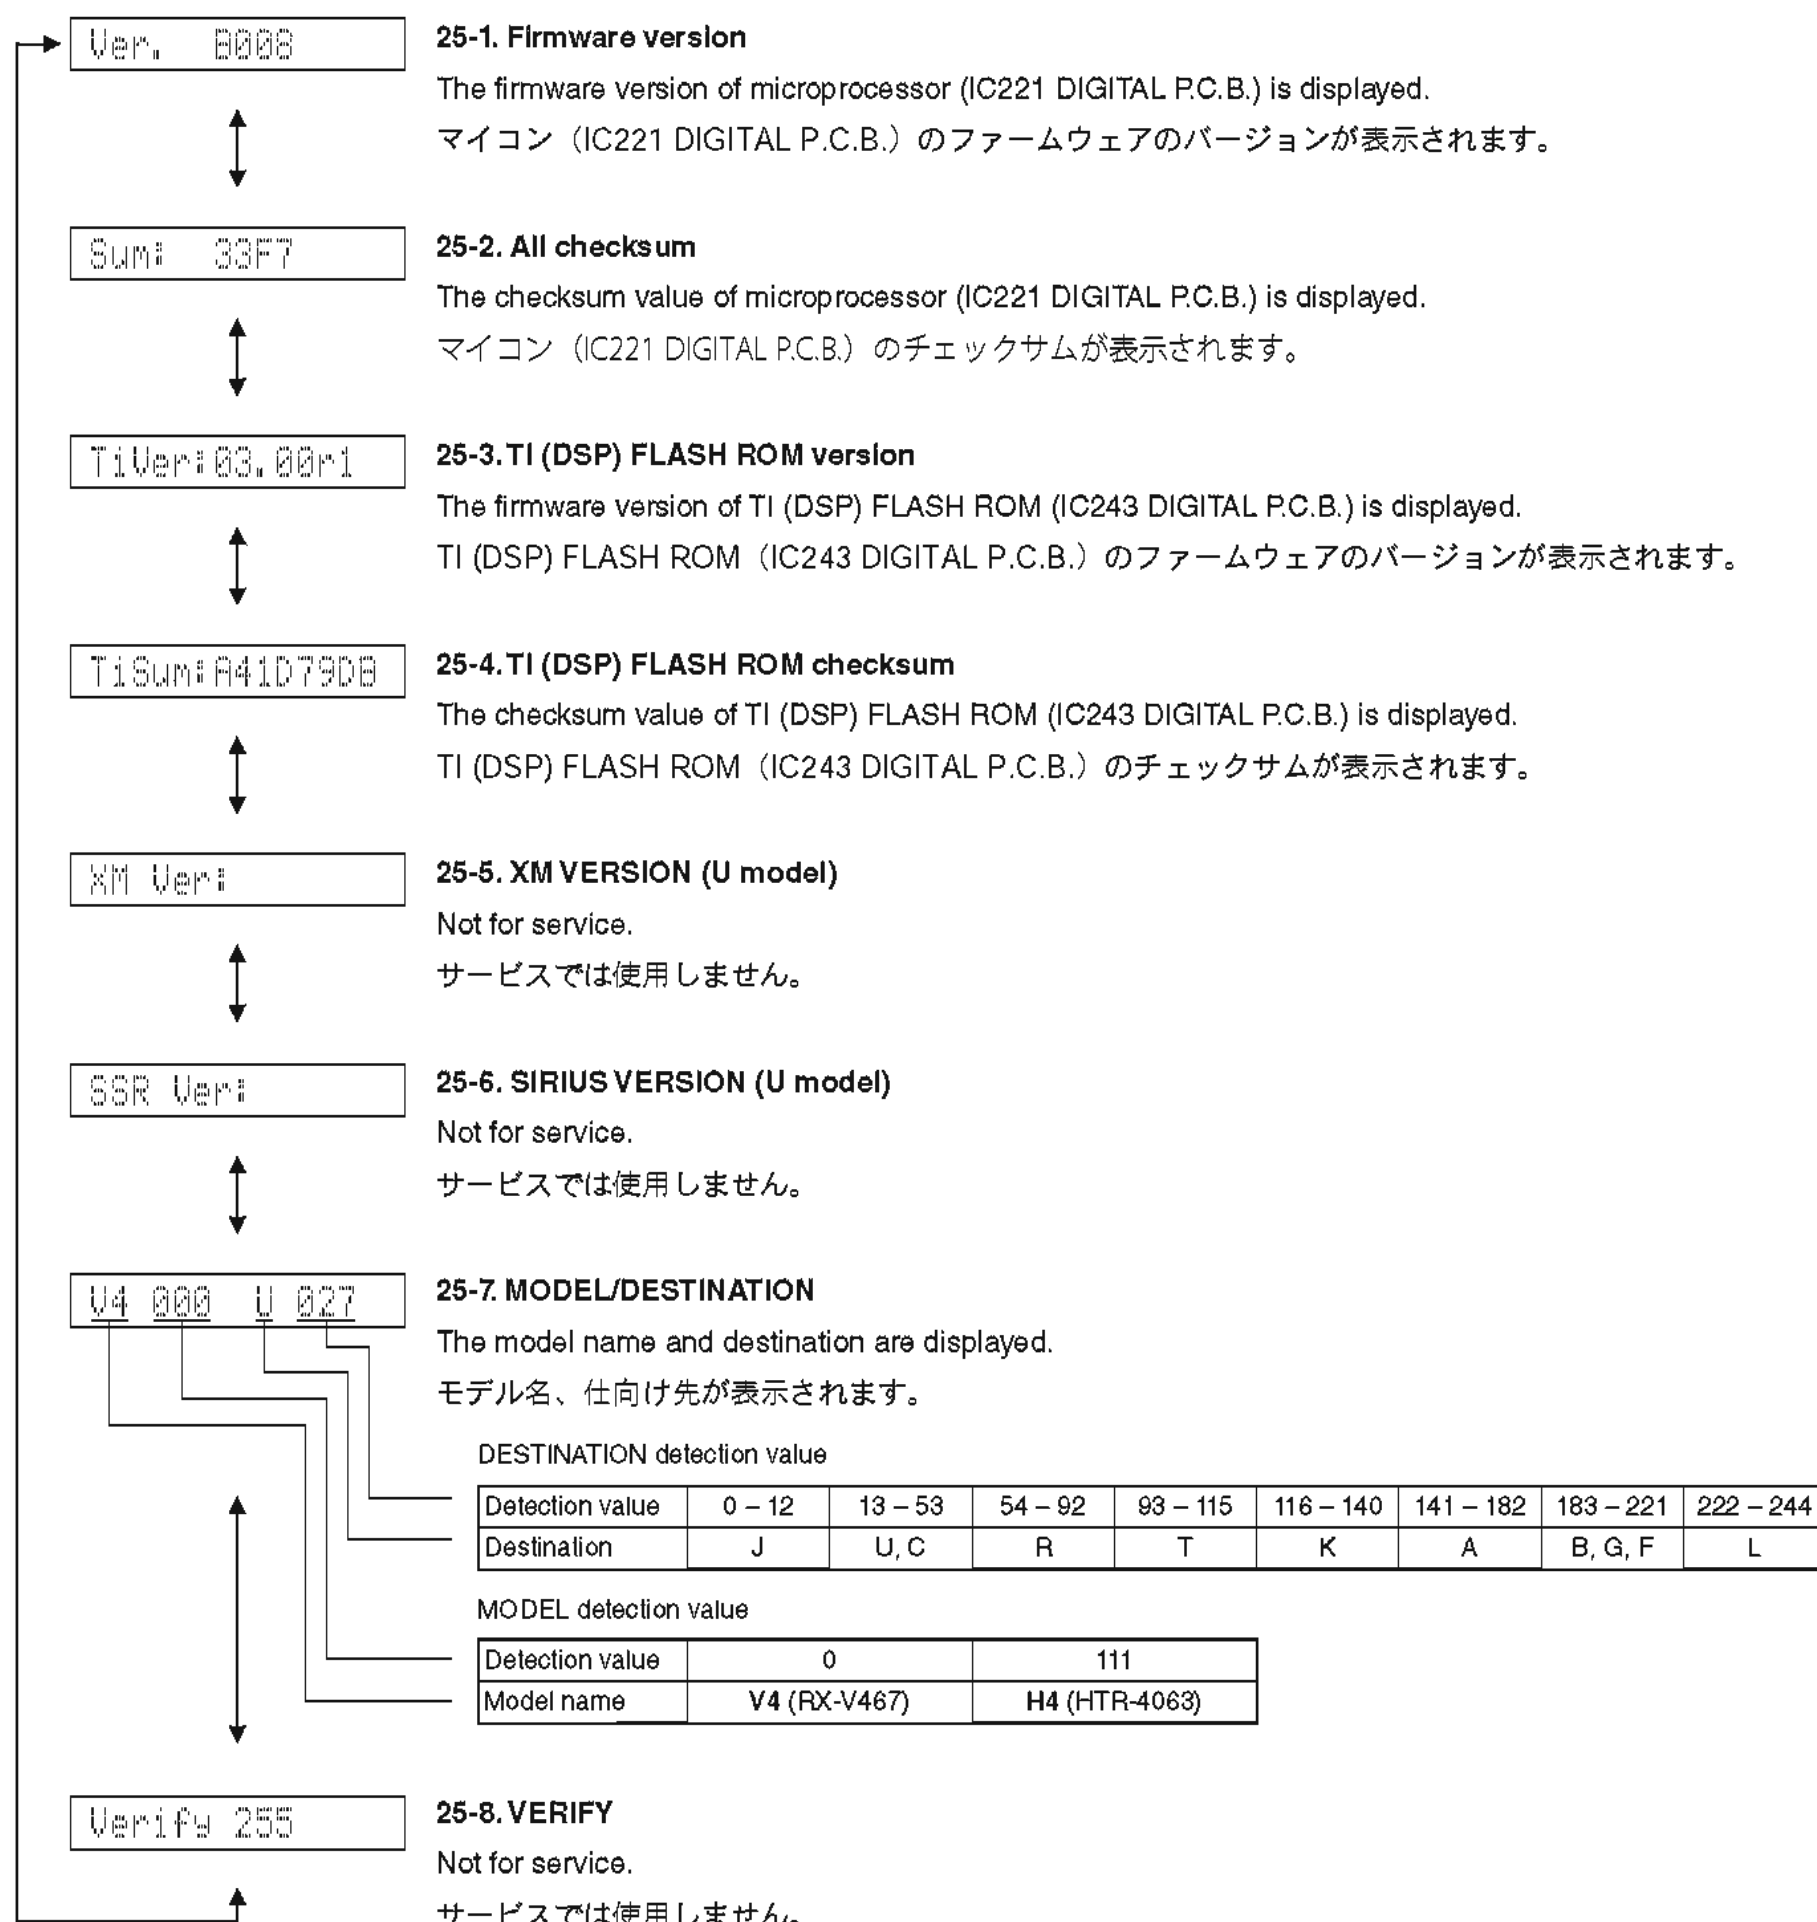 Ver. B008
25-1. Firmware version
The firmware version of microprocessor (IC221 DIGITAL P.C.B.) is displayed.
マイコン（IC221 DIGITAL P.C.B.）のファームウェアのバージョンが表示されます。
Sum: 33F7
25-2. All checksum
The checksum value of microprocessor (IC221 DIGITAL P.C.B.) is displayed.
マイコン（IC221 DIGITAL P.C.B.）のチェックサムが表示されます。
TiVer:03.00r1
25-3. TI (DSP) FLASH ROM version
The firmware version of TI (DSP) FLASH ROM (IC243 DIGITAL P.C.B.) is displayed.
TI (DSP) FLASH ROM（IC243 DIGITAL P.C.B.）のファームウェアのバージョンが表示されます。
TiSum:A41D79DB
25-4. TI (DSP) FLASH ROM checksum
The checksum value of TI (DSP) FLASH ROM (IC243 DIGITAL P.C.B.) is displayed.
TI (DSP) FLASH ROM（IC243 DIGITAL P.C.B.）のチェックサムが表示されます。
XM Ver:
25-5. XM VERSION (U model)
Not for service.
サービスでは使用しません。
SSR Ver:
25-6. SIRIUS VERSION (U model)
Not for service.
サービスでは使用しません。
V4 000 U 027
25-7. MODEL/DESTINATION
The model name and destination are displayed.
モデル名、仕向け先が表示されます。
DESTINATION detection value
Detection value 0 – 12 13 – 53 54 – 92 93 – 115 116 – 140 141 – 182 183 – 221 222 – 244
Destination J U, C R T K A B, G, F L
MODEL detection value
Detection value 0 111
Model name V4 (RX-V467) H4 (HTR-4063)
Verify 255
25-8. VERIFY
Not for service.
サービスでは使用しません。